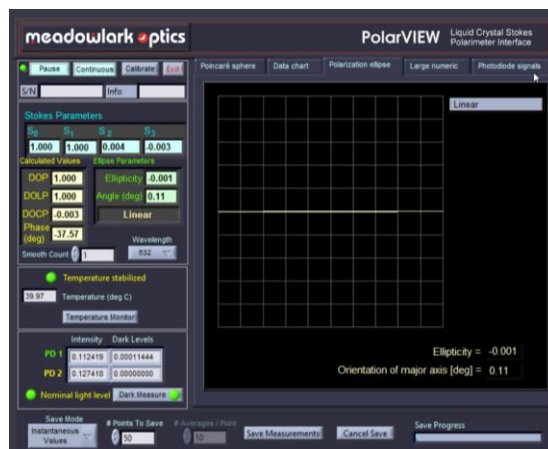 meadowlark optics
PolarVIEW
Liquid Crystal Stokes
Polarimeter Interface
Pause
Continuous
Calibrate
Exit
Poincaré sphere
Data chart
Polarization ellipse
Large numeric
Photodiode signals
S/N
Info
Linear
Stokes Parameters
S0 S1 S2 S3
1.000 1.000 0.004 -0.003
Calculated Values
Ellipse Parameters
DOP 1.000
Ellipticity -0.001
DOLP 1.000
Angle (deg) 0.11
DOCP -0.003
Linear
Phase
(deg) -37.57
Wavelength
Smooth Count 1
632
Temperature stabilized
39.97 Temperature (deg C)
Temperature Monitor
Intensity Dark Levels
PD 1 0.112419 0.00011444
PD 2 0.127418 0.00000000
Nominal light level
Dark Measure
Ellipticity = -0.001
Orientation of major axis [deg] = 0.11
Save Mode
Instantaneous
Values
# Points To Save
50
# Averages / Point
10
Save Measurements
Cancel Save
Save Progress